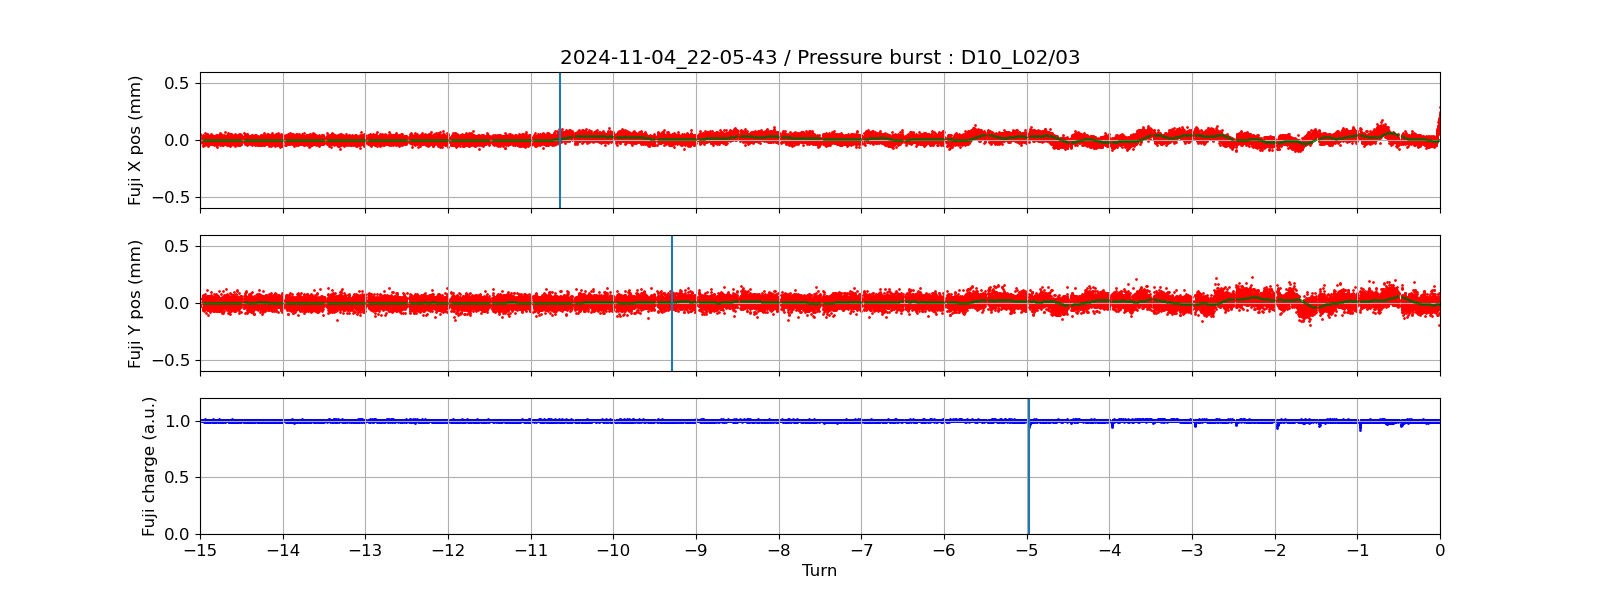 2024-11-04_22-05-43 / Pressure burst : D10_L02/03
Fuji X pos (mm)
0.5
0.0
−0.5
Fuji Y pos (mm)
0.5
0.0
−0.5
Fuji charge (a.u.)
1.0
0.5
0.0
−15 −14 −13 −12 −11 −10 −9 −8 −7 −6 −5 −4 −3 −2 −1 0
Turn